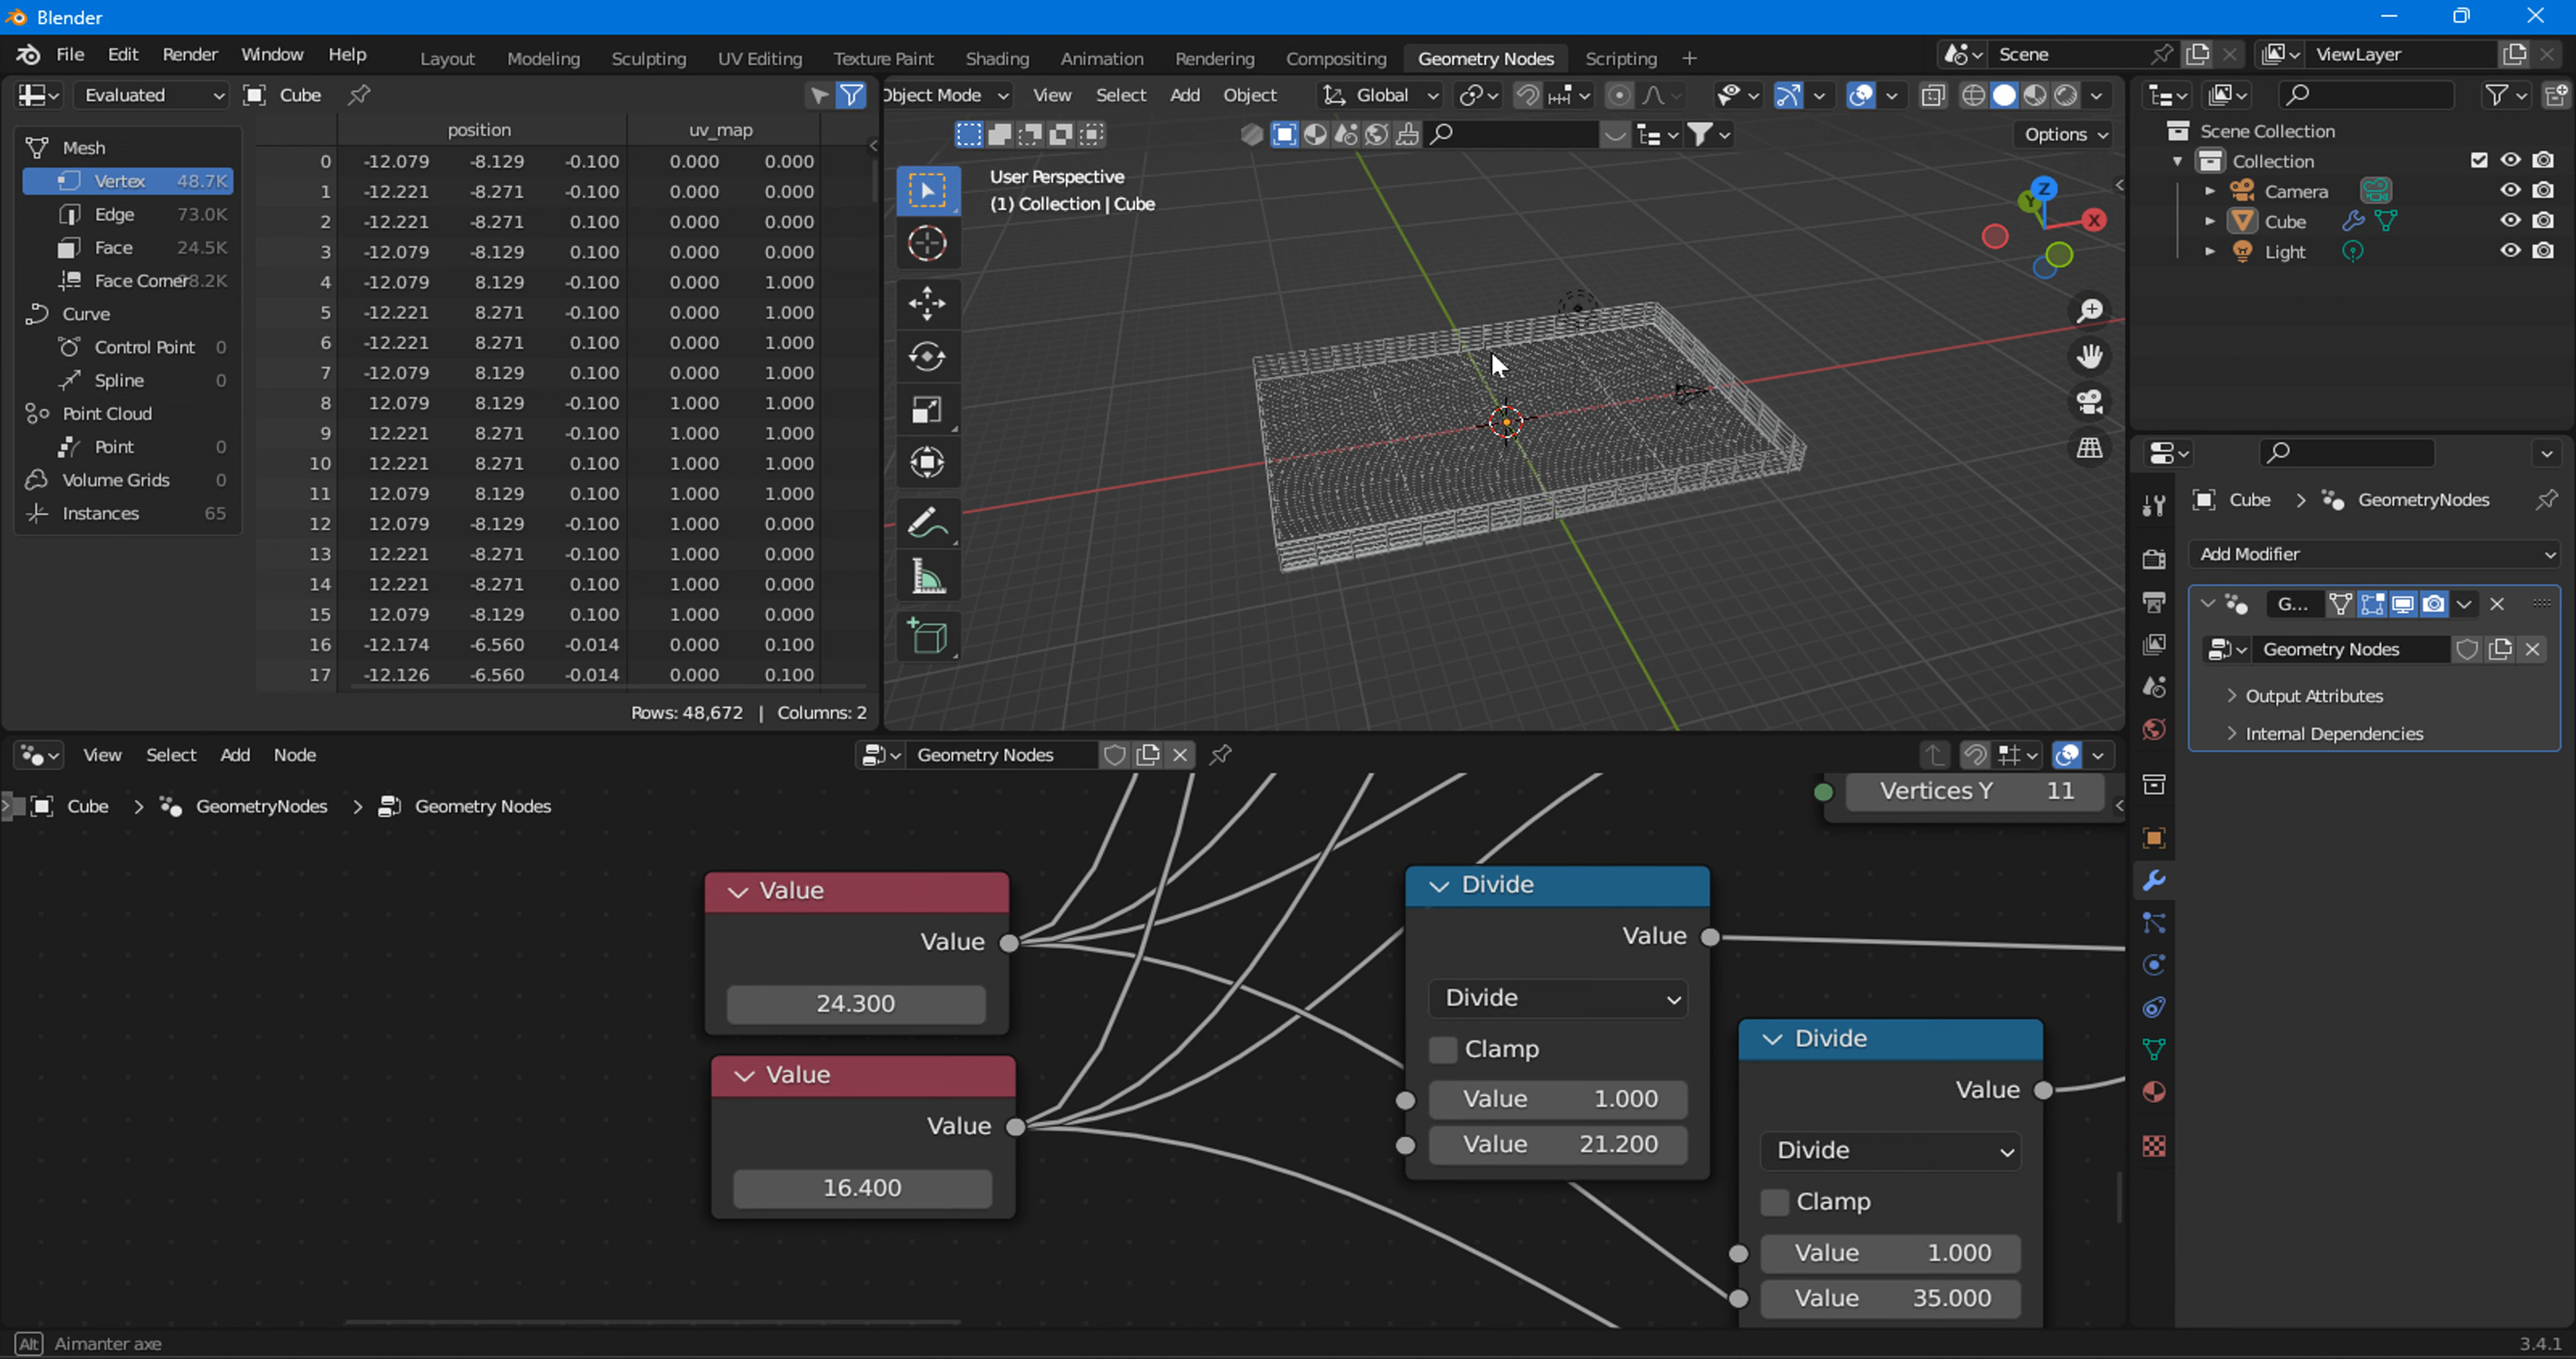 Blender
File Edit Render Window Help
Layout Modeling Sculpting UV Editing Texture Paint Shading Animation Rendering Compositing Geometry Nodes Scripting +
Scene
ViewLayer
Evaluated Cube
Mesh
Vertex 48.7K
Edge 73.0K
Face 24.5K
Face Corner 8.2K
Curve
Control Point 0
Spline 0
Point Cloud
Point 0
Volume Grids 0
Instances 65
position uv_map
0 -12.079 -8.129 -0.100 0.000 0.000
1 -12.221 -8.271 -0.100 0.000 0.000
2 -12.221 -8.271 0.100 0.000 0.000
3 -12.079 -8.129 0.100 0.000 0.000
4 -12.079 8.129 -0.100 0.000 1.000
5 -12.221 8.271 -0.100 0.000 1.000
6 -12.221 8.271 0.100 0.000 1.000
7 -12.079 8.129 0.100 0.000 1.000
8 12.079 8.129 -0.100 1.000 1.000
9 12.221 8.271 -0.100 1.000 1.000
10 12.221 8.271 0.100 1.000 1.000
11 12.079 8.129 0.100 1.000 1.000
12 12.079 -8.129 -0.100 1.000 0.000
13 12.221 -8.271 -0.100 1.000 0.000
14 12.221 -8.271 0.100 1.000 0.000
15 12.079 -8.129 0.100 1.000 0.000
16 -12.174 -6.560 -0.014 0.000 0.100
17 -12.126 -6.560 -0.014 0.000 0.100
Rows: 48,672 | Columns: 2
Object Mode View Select Add Object Global
Options
User Perspective
(1) Collection | Cube
Z
Y
X
Scene Collection
Collection
Camera
Cube
Light
Cube > GeometryNodes
Add Modifier
G...
Geometry Nodes
Output Attributes
Internal Dependencies
View Select Add Node
Geometry Nodes
Cube > GeometryNodes > Geometry Nodes
Vertices Y 11
Value
Value
24.300
Value
Value
16.400
Divide
Value
Divide
Clamp
Value 1.000
Value 21.200
Divide
Value
Divide
Clamp
Value 1.000
Value 35.000
Alt Aimanter axe
3.4.1